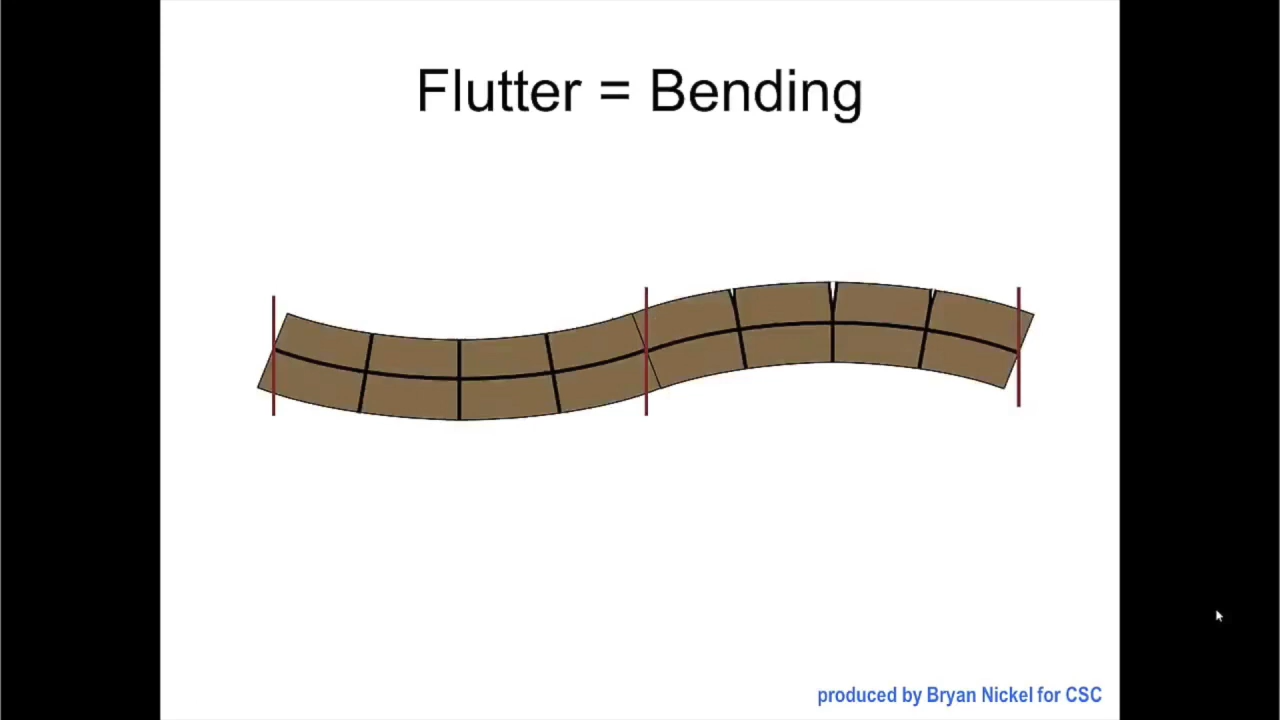 Flutter = Bending
produced by Bryan Nickel for CSC